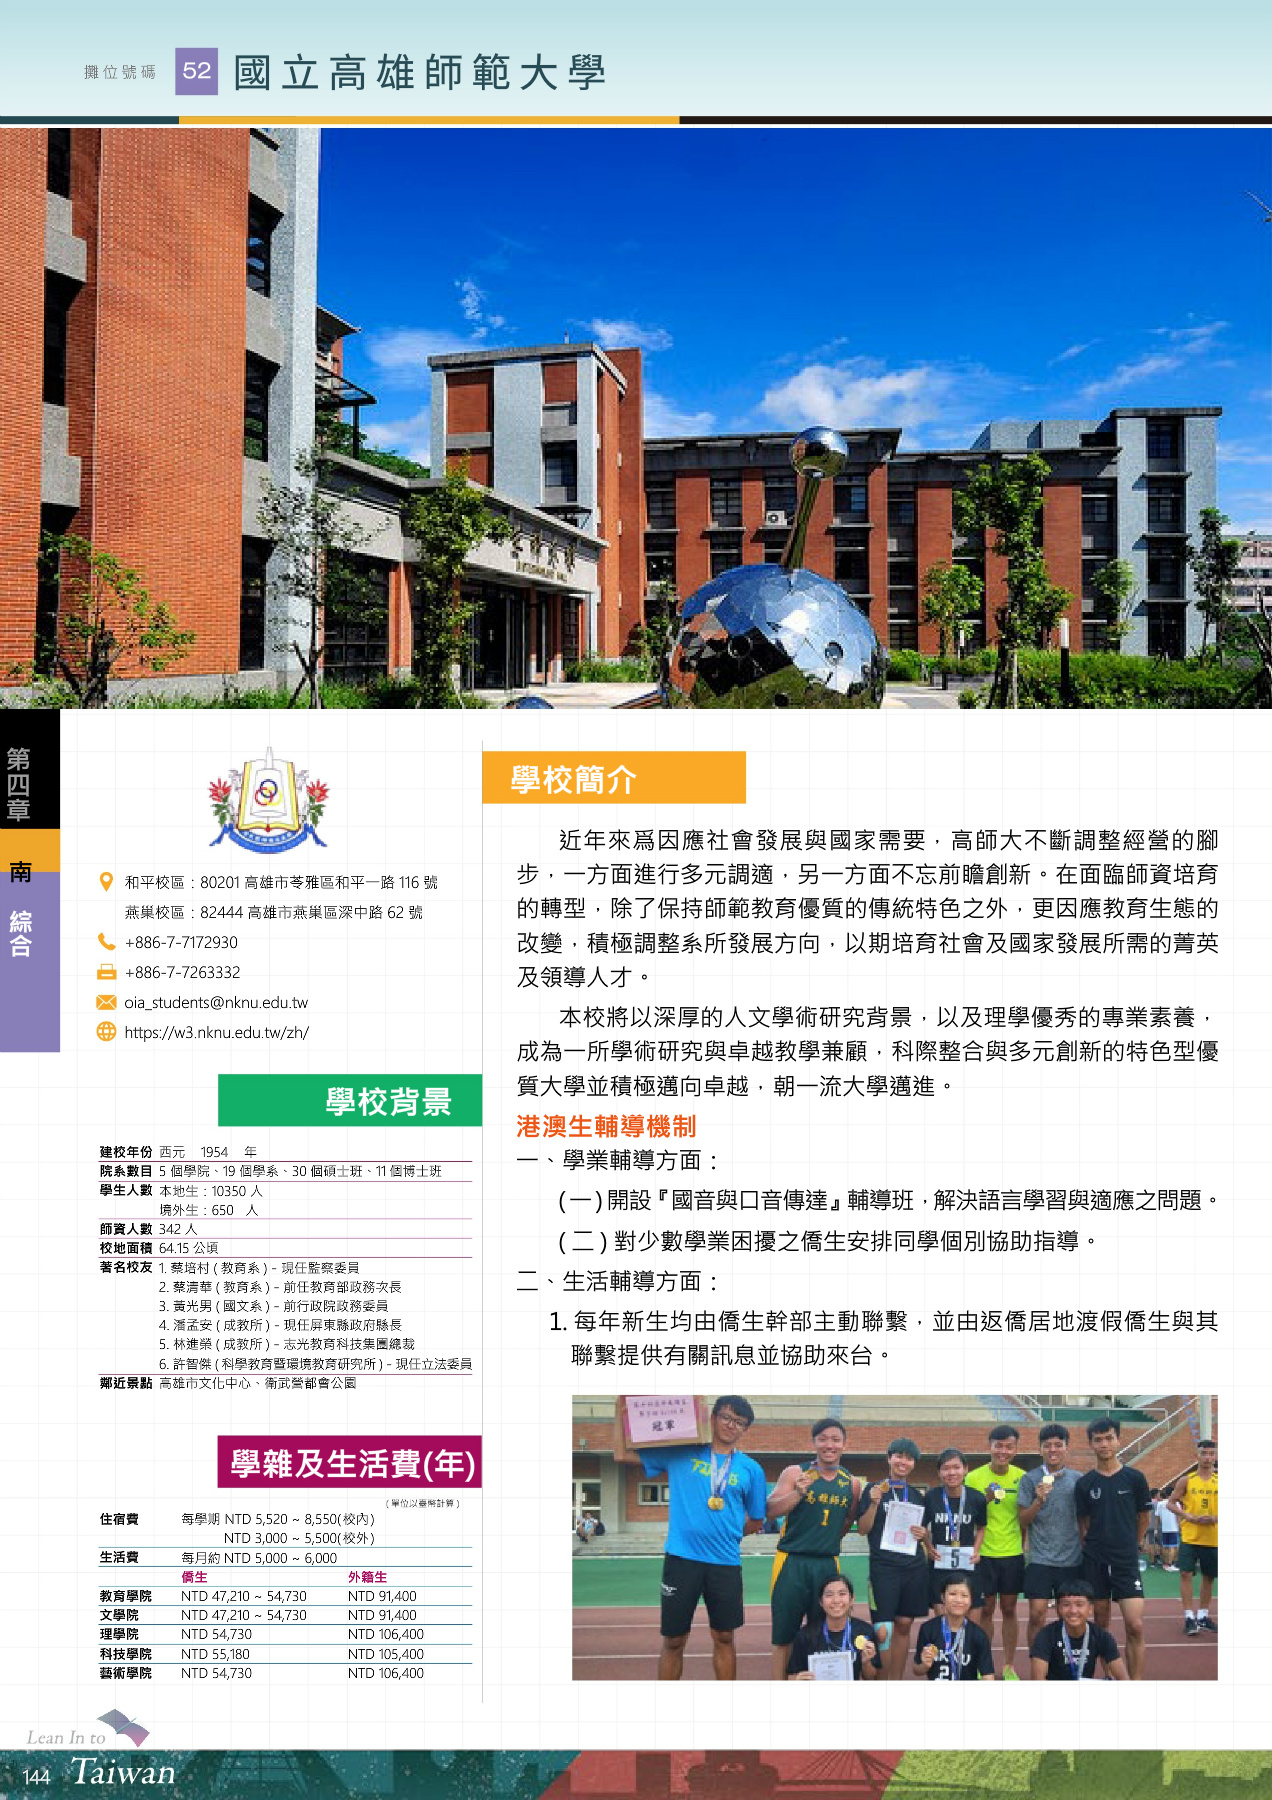 攤位號碼 52 國立高雄師範大學
第四章
南
綜合
和平校區：80201 高雄市苓雅區和平一路 116 號
燕巢校區：82444 高雄市燕巢區深中路 62 號
+886-7-7172930
+886-7-7263332
oia_students@nknu.edu.tw
https://w3.nknu.edu.tw/zh/
學校背景
建校年份 西元 1954 年
院系數目 5 個學院、19 個學系、30 個碩士班、11 個博士班
學生人數 本地生：10350 人
境外生：650 人
師資人數 342 人
校地面積 64.15 公頃
著名校友 1. 蔡培村 ( 教育系 ) - 現任監察委員
2. 蔡清華 ( 教育系 ) - 前任教育部政務次長
3. 黃光男 ( 國文系 ) - 前行政院政務委員
4. 潘孟安 ( 成教所 ) - 現任屏東縣政府縣長
5. 林進榮 ( 成教所 ) - 志光教育科技集團總裁
6. 許智傑 ( 科學教育暨環境教育研究所 ) - 現任立法委員
鄰近景點 高雄市文化中心、衛武營都會公園
學雜及生活費(年)
( 單位以臺幣計算 )
住宿費 每學期 NTD 5,520 ~ 8,550(校內)
NTD 3,000 ~ 5,500(校外)
生活費 每月約 NTD 5,000 ~ 6,000
僑生 外籍生
教育學院 NTD 47,210 ~ 54,730 NTD 91,400
文學院 NTD 47,210 ~ 54,730 NTD 91,400
理學院 NTD 54,730 NTD 106,400
科技學院 NTD 55,180 NTD 105,400
藝術學院 NTD 54,730 NTD 106,400
學校簡介
近年來爲因應社會發展與國家需要，高師大不斷調整經營的腳
步，一方面進行多元調適，另一方面不忘前瞻創新。在面臨師資培育
的轉型，除了保持師範教育優質的傳統特色之外，更因應教育生態的
改變，積極調整系所發展方向，以期培育社會及國家發展所需的菁英
及領導人才。
本校將以深厚的人文學術研究背景，以及理學優秀的專業素養，
成為一所學術研究與卓越教學兼顧，科際整合與多元創新的特色型優
質大學並積極邁向卓越，朝一流大學邁進。
港澳生輔導機制
一、學業輔導方面：
(一)開設『國音與口音傳達』輔導班，解決語言學習與適應之問題。
( 二 ) 對少數學業困擾之僑生安排同學個別協助指導。
二、生活輔導方面：
1. 每年新生均由僑生幹部主動聯繫，並由返僑居地渡假僑生與其
聯繫提供有關訊息並協助來台。
冠軍
高雄師大
1
NKNU
5
Lean In to
Taiwan
144